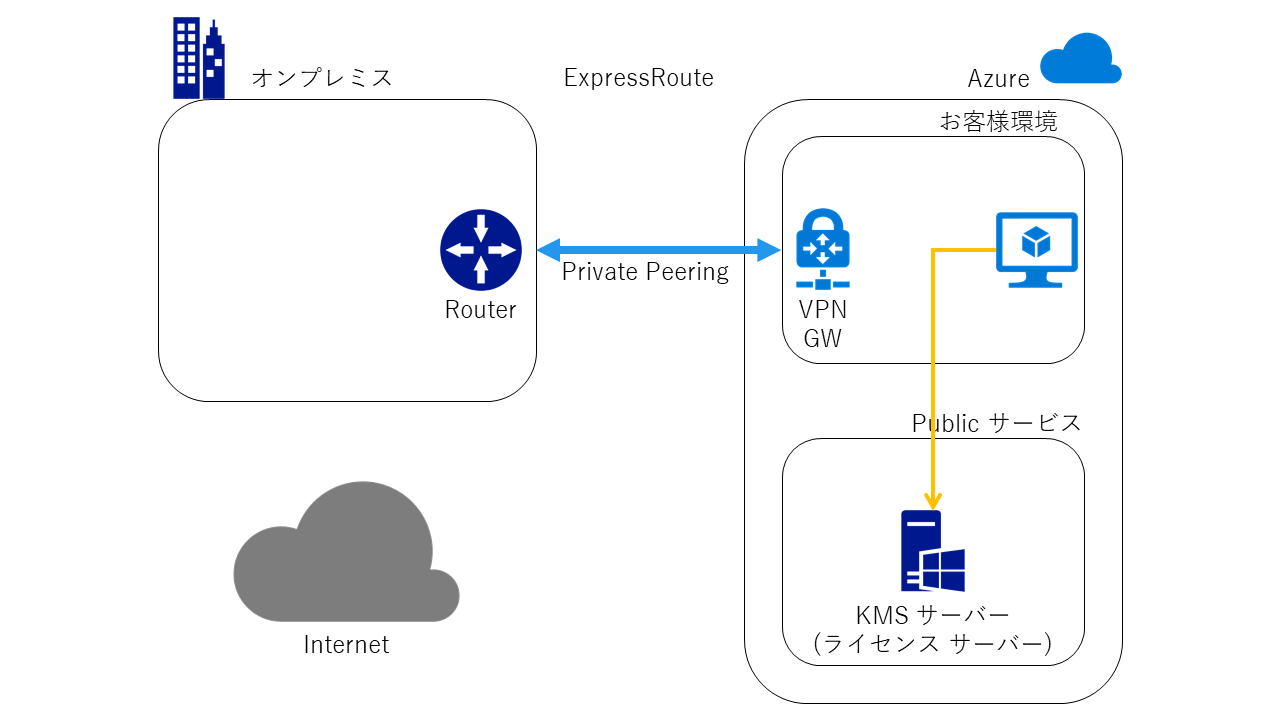 オンプレミス
ExpressRoute
Azure
お客様環境
Private Peering
Router
VPN
GW
Public サービス
KMS サーバー
(ライセンス サーバー)
Internet